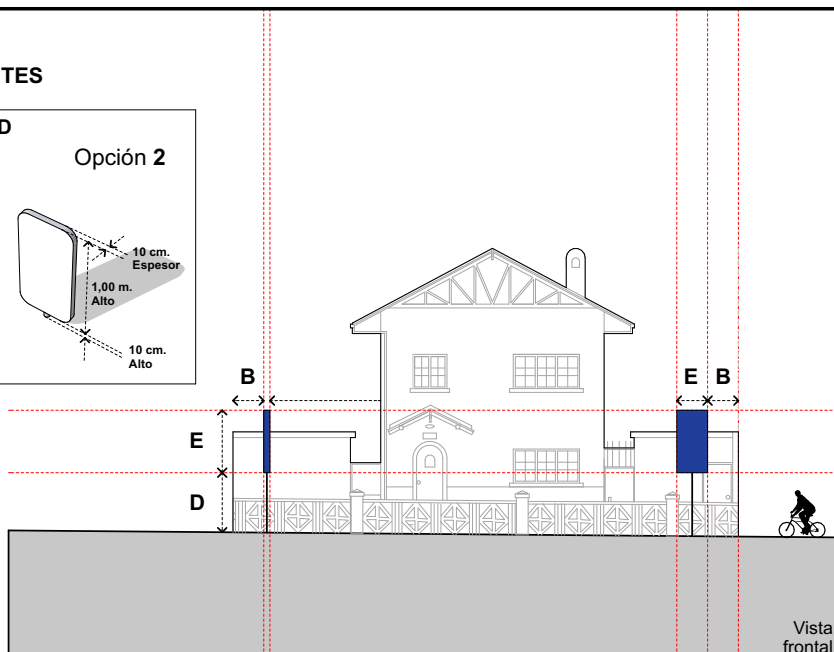 TES
D
Opción 2
10 cm.
Espesor
1,00 m.
Alto
10 cm.
Alto
B
E
B
E
D
Vista
frontal